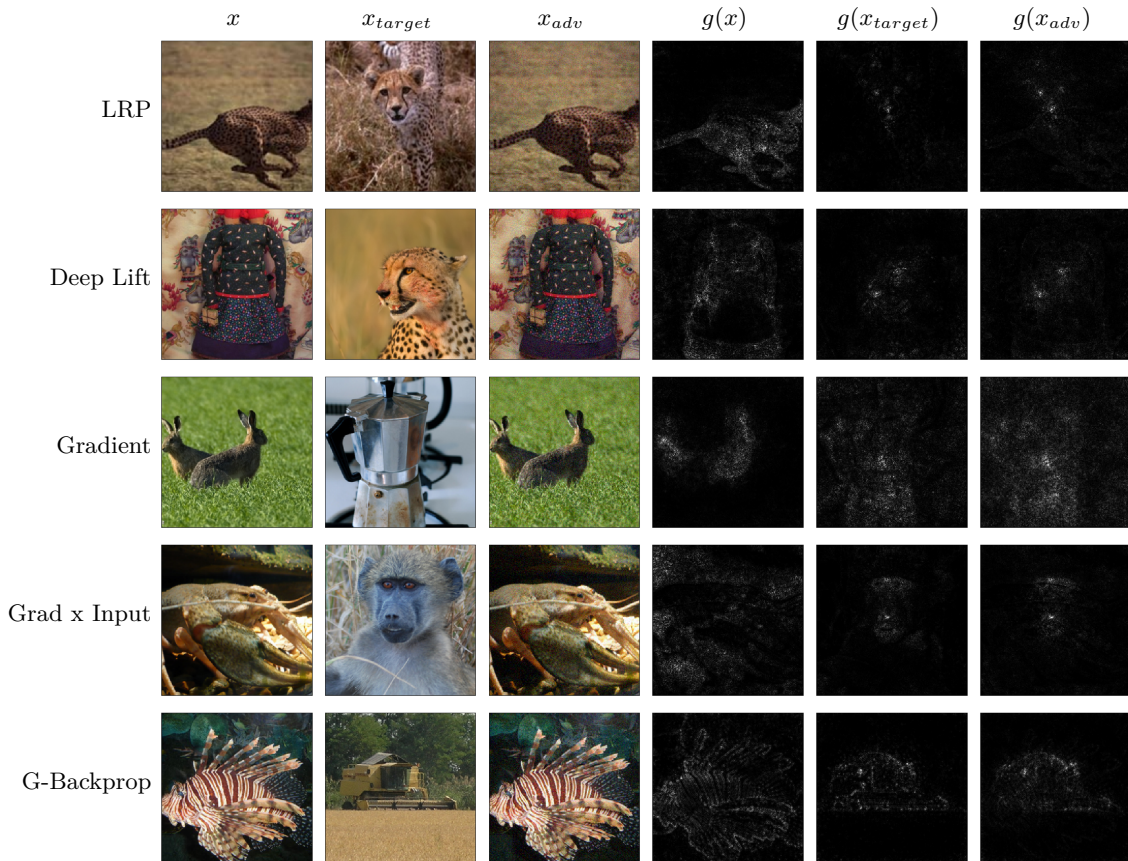 x x_target x_adv g(x) g(x_target) g(x_adv)
LRP
Deep Lift
Gradient
Grad x Input
G-Backprop